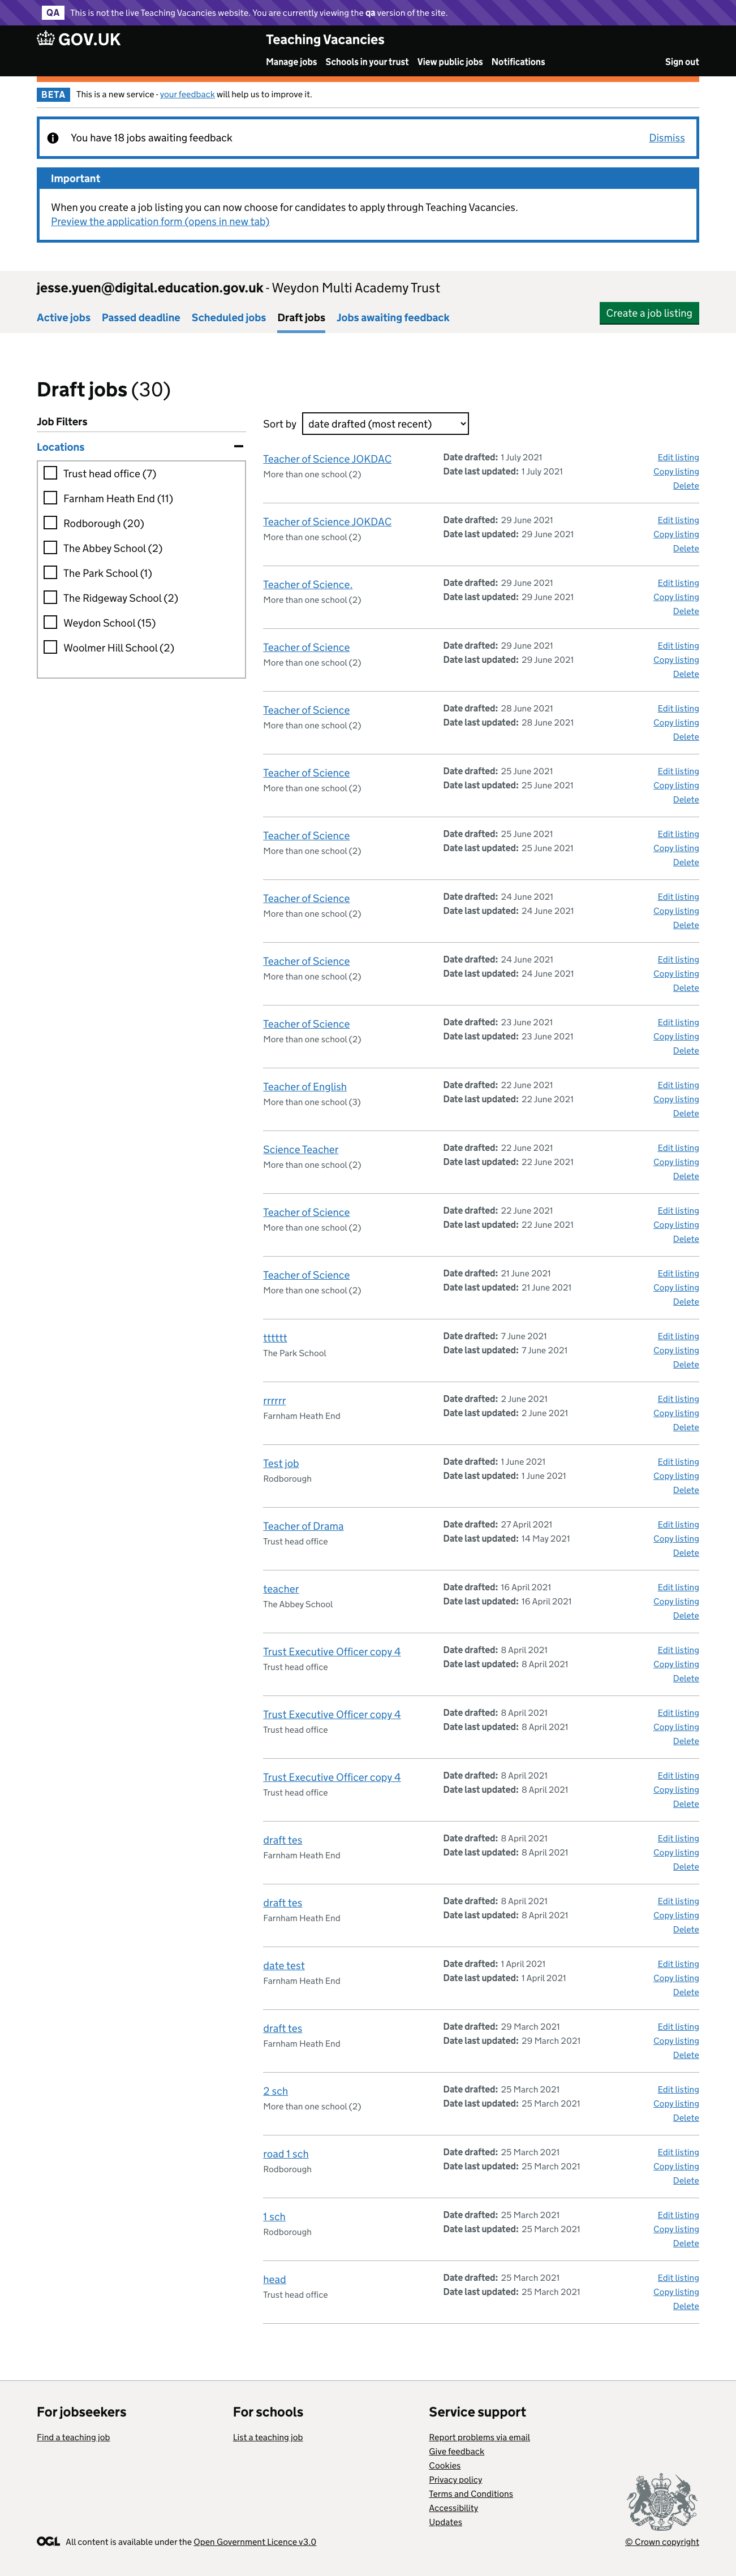 QA This is not the live Teaching Vacancies website. You are currently viewing the qa version of the site.
GOV.UK
Teaching Vacancies
Manage jobs Schools in your trust View public jobs Notifications Sign out
BETA This is a new service - your feedback will help us to improve it.
You have 18 jobs awaiting feedback Dismiss
Important
When you create a job listing you can now choose for candidates to apply through Teaching Vacancies.
Preview the application form (opens in new tab)
jesse.yuen@digital.education.gov.uk - Weydon Multi Academy Trust
Active jobs Passed deadline Scheduled jobs Draft jobs Jobs awaiting feedback
Create a job listing
Draft jobs (30)
Job Filters
Locations
Trust head office (7)
Farnham Heath End (11)
Rodborough (20)
The Abbey School (2)
The Park School (1)
The Ridgeway School (2)
Weydon School (15)
Woolmer Hill School (2)
Sort by date drafted (most recent)
Teacher of Science JOKDAC
More than one school (2)
Date drafted: 1 July 2021
Date last updated: 1 July 2021
Edit listing
Copy listing
Delete
Teacher of Science JOKDAC
More than one school (2)
Date drafted: 29 June 2021
Date last updated: 29 June 2021
Edit listing
Copy listing
Delete
Teacher of Science.
More than one school (2)
Date drafted: 29 June 2021
Date last updated: 29 June 2021
Edit listing
Copy listing
Delete
Teacher of Science
More than one school (2)
Date drafted: 29 June 2021
Date last updated: 29 June 2021
Edit listing
Copy listing
Delete
Teacher of Science
More than one school (2)
Date drafted: 28 June 2021
Date last updated: 28 June 2021
Edit listing
Copy listing
Delete
Teacher of Science
More than one school (2)
Date drafted: 25 June 2021
Date last updated: 25 June 2021
Edit listing
Copy listing
Delete
Teacher of Science
More than one school (2)
Date drafted: 25 June 2021
Date last updated: 25 June 2021
Edit listing
Copy listing
Delete
Teacher of Science
More than one school (2)
Date drafted: 24 June 2021
Date last updated: 24 June 2021
Edit listing
Copy listing
Delete
Teacher of Science
More than one school (2)
Date drafted: 24 June 2021
Date last updated: 24 June 2021
Edit listing
Copy listing
Delete
Teacher of Science
More than one school (2)
Date drafted: 23 June 2021
Date last updated: 23 June 2021
Edit listing
Copy listing
Delete
Teacher of English
More than one school (3)
Date drafted: 22 June 2021
Date last updated: 22 June 2021
Edit listing
Copy listing
Delete
Science Teacher
More than one school (2)
Date drafted: 22 June 2021
Date last updated: 22 June 2021
Edit listing
Copy listing
Delete
Teacher of Science
More than one school (2)
Date drafted: 22 June 2021
Date last updated: 22 June 2021
Edit listing
Copy listing
Delete
Teacher of Science
More than one school (2)
Date drafted: 21 June 2021
Date last updated: 21 June 2021
Edit listing
Copy listing
Delete
tttttt
The Park School
Date drafted: 7 June 2021
Date last updated: 7 June 2021
Edit listing
Copy listing
Delete
rrrrrr
Farnham Heath End
Date drafted: 2 June 2021
Date last updated: 2 June 2021
Edit listing
Copy listing
Delete
Test job
Rodborough
Date drafted: 1 June 2021
Date last updated: 1 June 2021
Edit listing
Copy listing
Delete
Teacher of Drama
Trust head office
Date drafted: 27 April 2021
Date last updated: 14 May 2021
Edit listing
Copy listing
Delete
teacher
The Abbey School
Date drafted: 16 April 2021
Date last updated: 16 April 2021
Edit listing
Copy listing
Delete
Trust Executive Officer copy 4
Trust head office
Date drafted: 8 April 2021
Date last updated: 8 April 2021
Edit listing
Copy listing
Delete
Trust Executive Officer copy 4
Trust head office
Date drafted: 8 April 2021
Date last updated: 8 April 2021
Edit listing
Copy listing
Delete
Trust Executive Officer copy 4
Trust head office
Date drafted: 8 April 2021
Date last updated: 8 April 2021
Edit listing
Copy listing
Delete
draft tes
Farnham Heath End
Date drafted: 8 April 2021
Date last updated: 8 April 2021
Edit listing
Copy listing
Delete
draft tes
Farnham Heath End
Date drafted: 8 April 2021
Date last updated: 8 April 2021
Edit listing
Copy listing
Delete
date test
Farnham Heath End
Date drafted: 1 April 2021
Date last updated: 1 April 2021
Edit listing
Copy listing
Delete
draft tes
Farnham Heath End
Date drafted: 29 March 2021
Date last updated: 29 March 2021
Edit listing
Copy listing
Delete
2 sch
More than one school (2)
Date drafted: 25 March 2021
Date last updated: 25 March 2021
Edit listing
Copy listing
Delete
road 1 sch
Rodborough
Date drafted: 25 March 2021
Date last updated: 25 March 2021
Edit listing
Copy listing
Delete
1 sch
Rodborough
Date drafted: 25 March 2021
Date last updated: 25 March 2021
Edit listing
Copy listing
Delete
head
Trust head office
Date drafted: 25 March 2021
Date last updated: 25 March 2021
Edit listing
Copy listing
Delete
For jobseekers
Find a teaching job
For schools
List a teaching job
Service support
Report problems via email
Give feedback
Cookies
Privacy policy
Terms and Conditions
Accessibility
Updates
OGL All content is available under the Open Government Licence v3.0
© Crown copyright